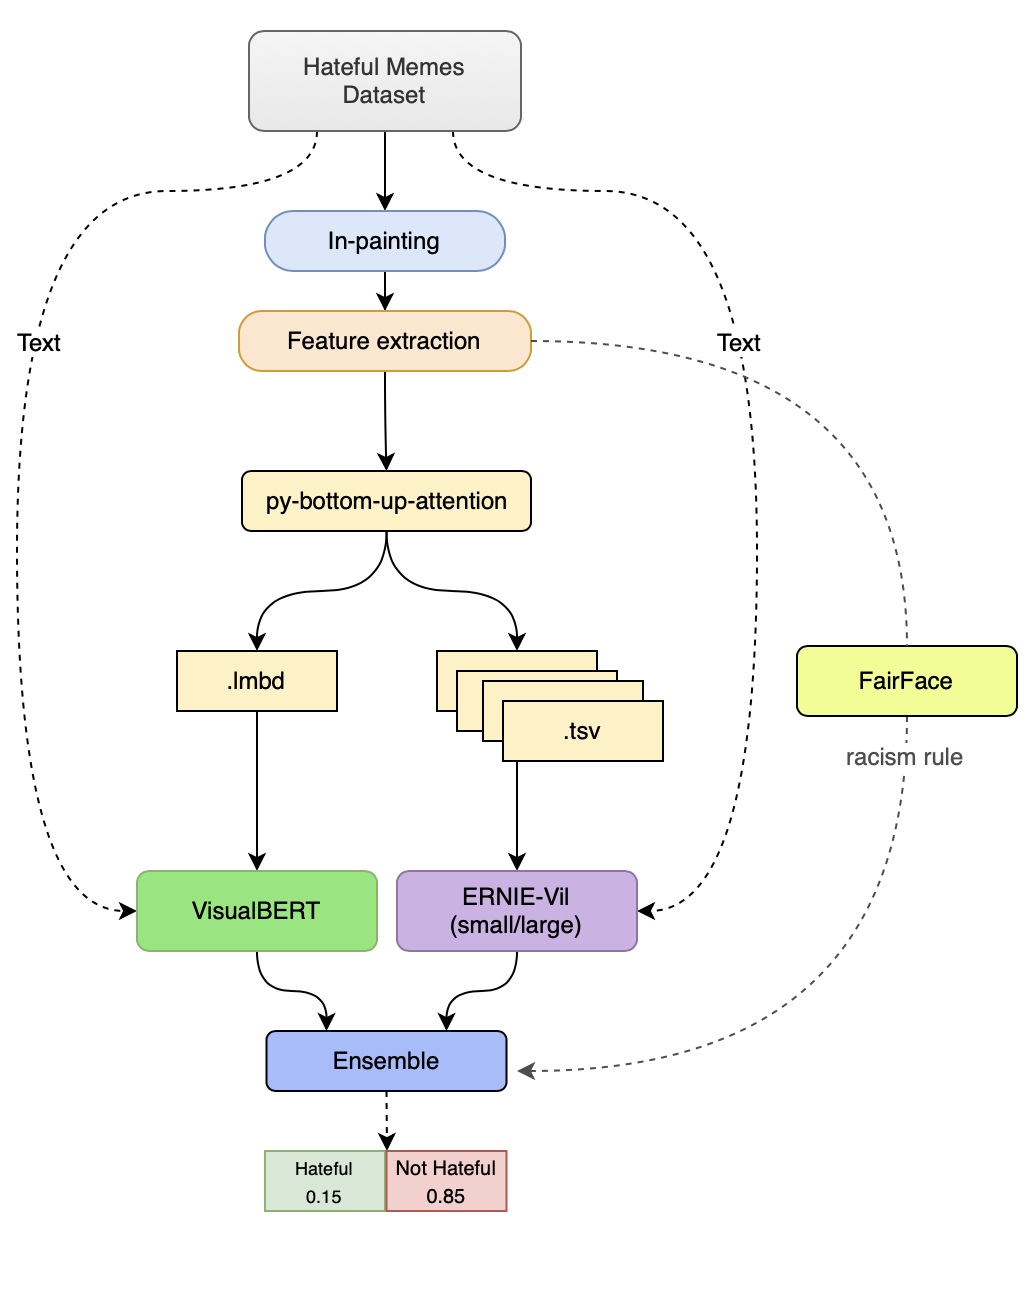 Hateful Memes
Dataset
In-painting
Text
Feature extraction
Text
py-bottom-up-attention
.lmbd
.tsv
FairFace
racism rule
VisualBERT
ERNIE-Vil
(small/large)
Ensemble
Hateful
0.15
Not Hateful
0.85